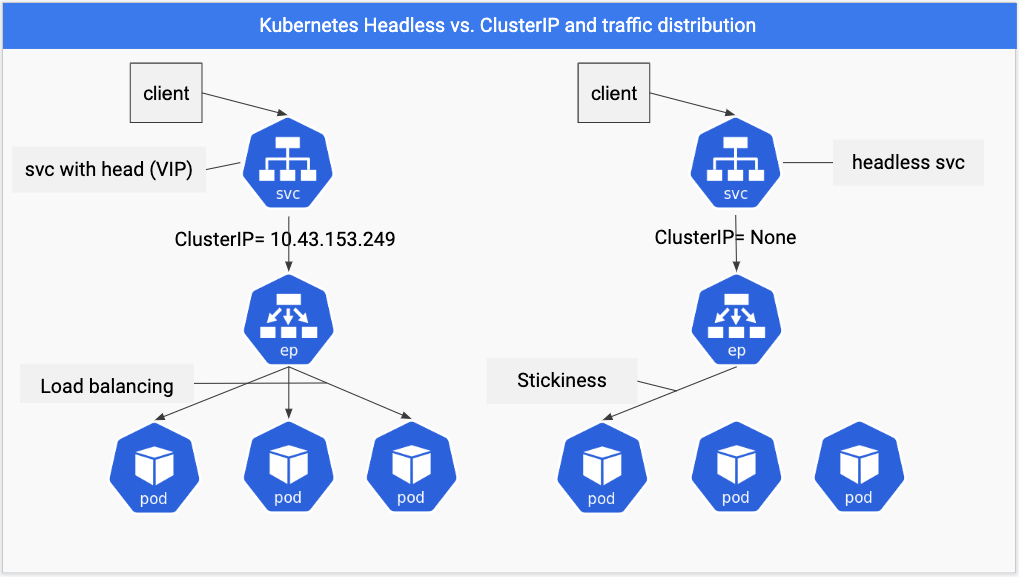 Kubernetes Headless vs. ClusterIP and traffic distribution
client
svc with head (VIP)
svc
ClusterIP= 10.43.153.249
ep
Load balancing
pod
pod
pod
client
headless svc
svc
ClusterIP= None
ep
Stickiness
pod
pod
pod